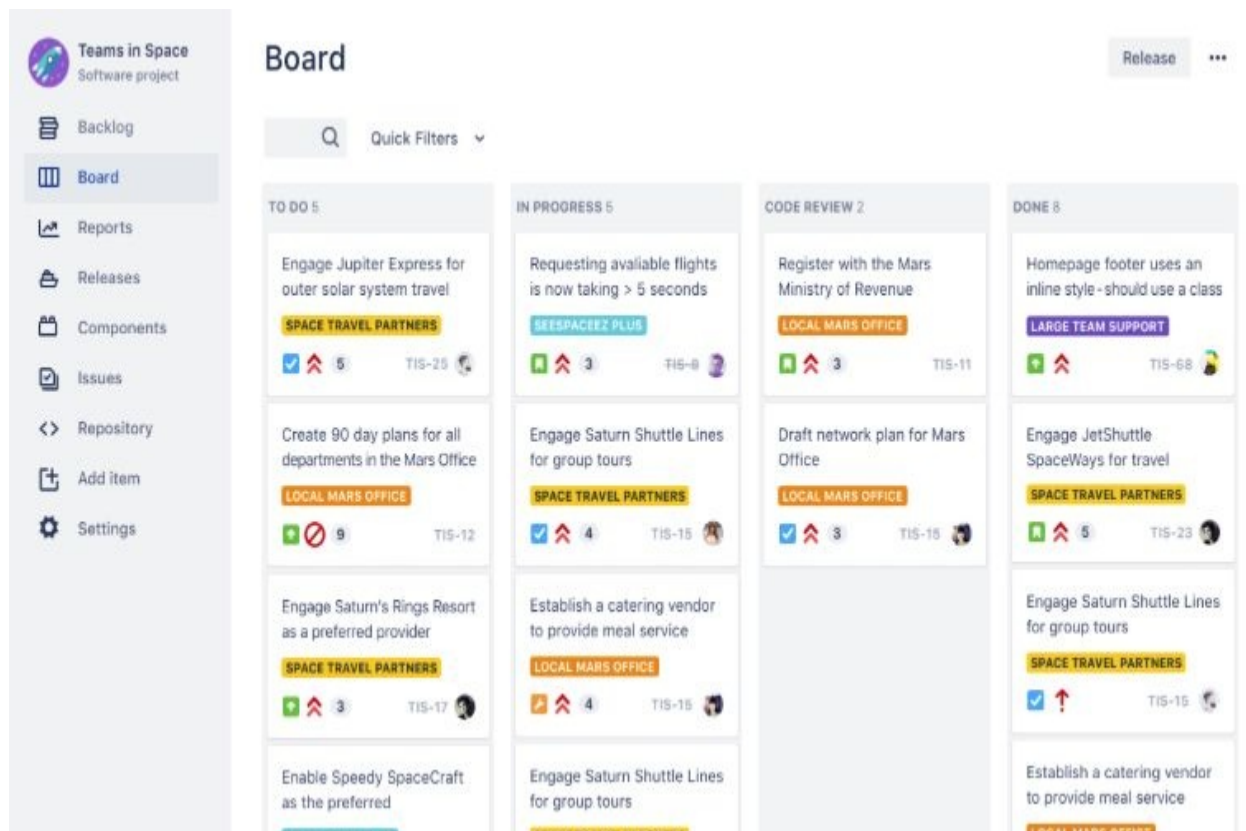 Teams in Space
Software project
Backlog
Board
Reports
Releases
Components
Issues
Repository
Add item
Settings
Board
Release
Quick Filters
TO DO 5
Engage Jupiter Express for
outer solar system travel
SPACE TRAVEL PARTNERS
5
TIS-25
Create 90 day plans for all
departments in the Mars Office
LOCAL MARS OFFICE
9
TIS-12
Engage Saturn's Rings Resort
as a preferred provider
SPACE TRAVEL PARTNERS
3
TIS-17
Enable Speedy SpaceCraft
as the preferred
IN PROGRESS 5
Requesting avaliable flights
is now taking > 5 seconds
SEESPACEEZ PLUS
3
Engage Saturn Shuttle Lines
for group tours
SPACE TRAVEL PARTNERS
4
TIS-15
Establish a catering vendor
to provide meal service
LOCAL MARS OFFICE
4
TIS-15
Engage Saturn Shuttle Lines
for group tours
CODE REVIEW 2
Register with the Mars
Ministry of Revenue
LOCAL MARS OFFICE
3
TIS-11
Draft network plan for Mars
Office
LOCAL MARS OFFICE
3
TIS-15
DONE 8
Homepage footer uses an
inline style - should use a class
LARGE TEAM SUPPORT
TIS-68
Engage JetShuttle
SpaceWays for travel
SPACE TRAVEL PARTNERS
5
TIS-23
Engage Saturn Shuttle Lines
for group tours
SPACE TRAVEL PARTNERS
TIS-15
Establish a catering vendor
to provide meal service
LOCAL MARS OFFICE